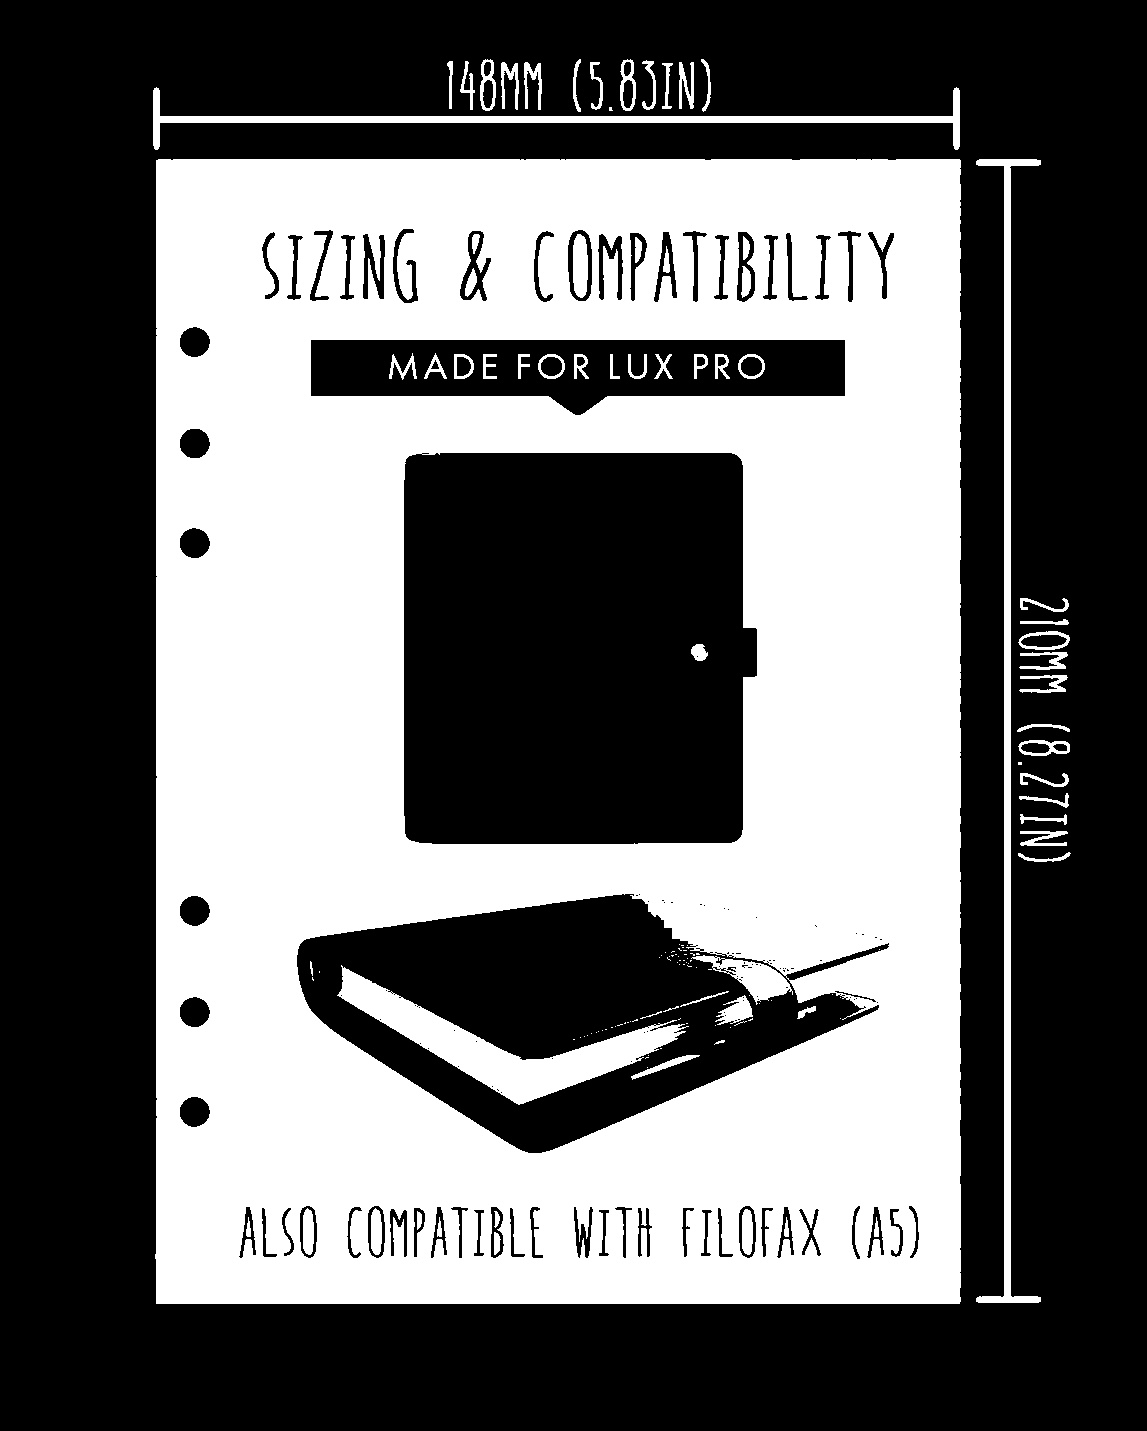 148MM (5.83IN)
SIZING & COMPATIBILITY
MADE FOR LUX PRO
210MM (8.27IN)
ALSO COMPATIBLE WITH FILOFAX (A5)